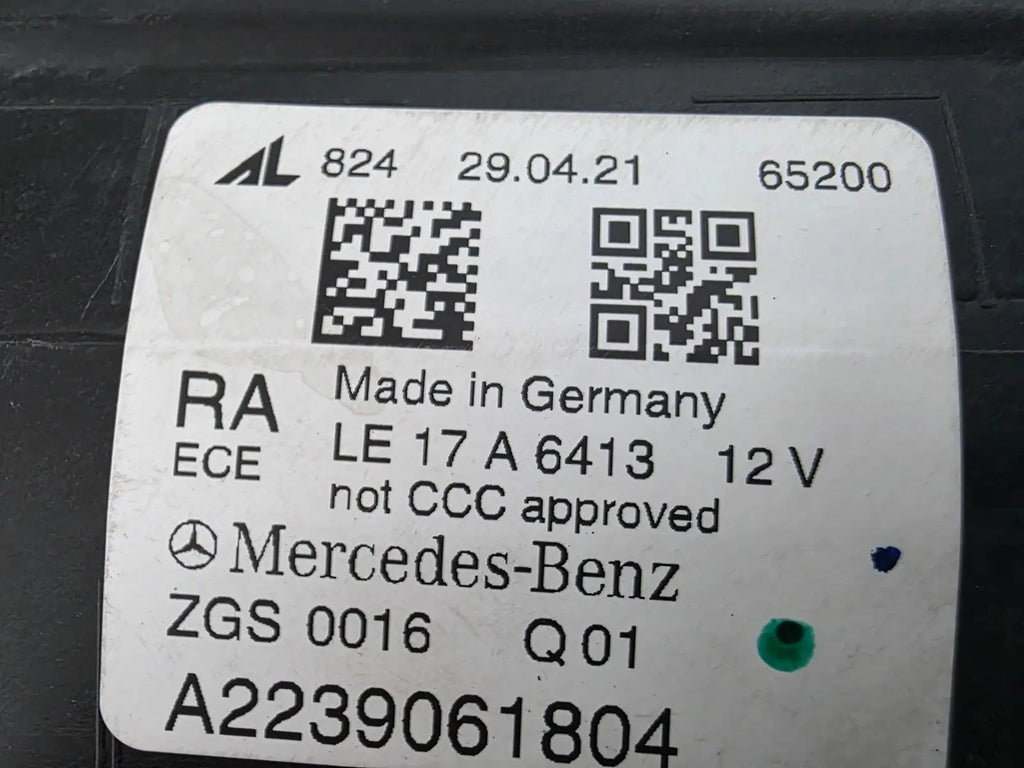 AL 824 29.04.21 65200
RA Made in Germany
ECE LE 17 A 6413 12 V
not CCC approved
Mercedes-Benz
ZGS 0016 Q 01
A2239061804